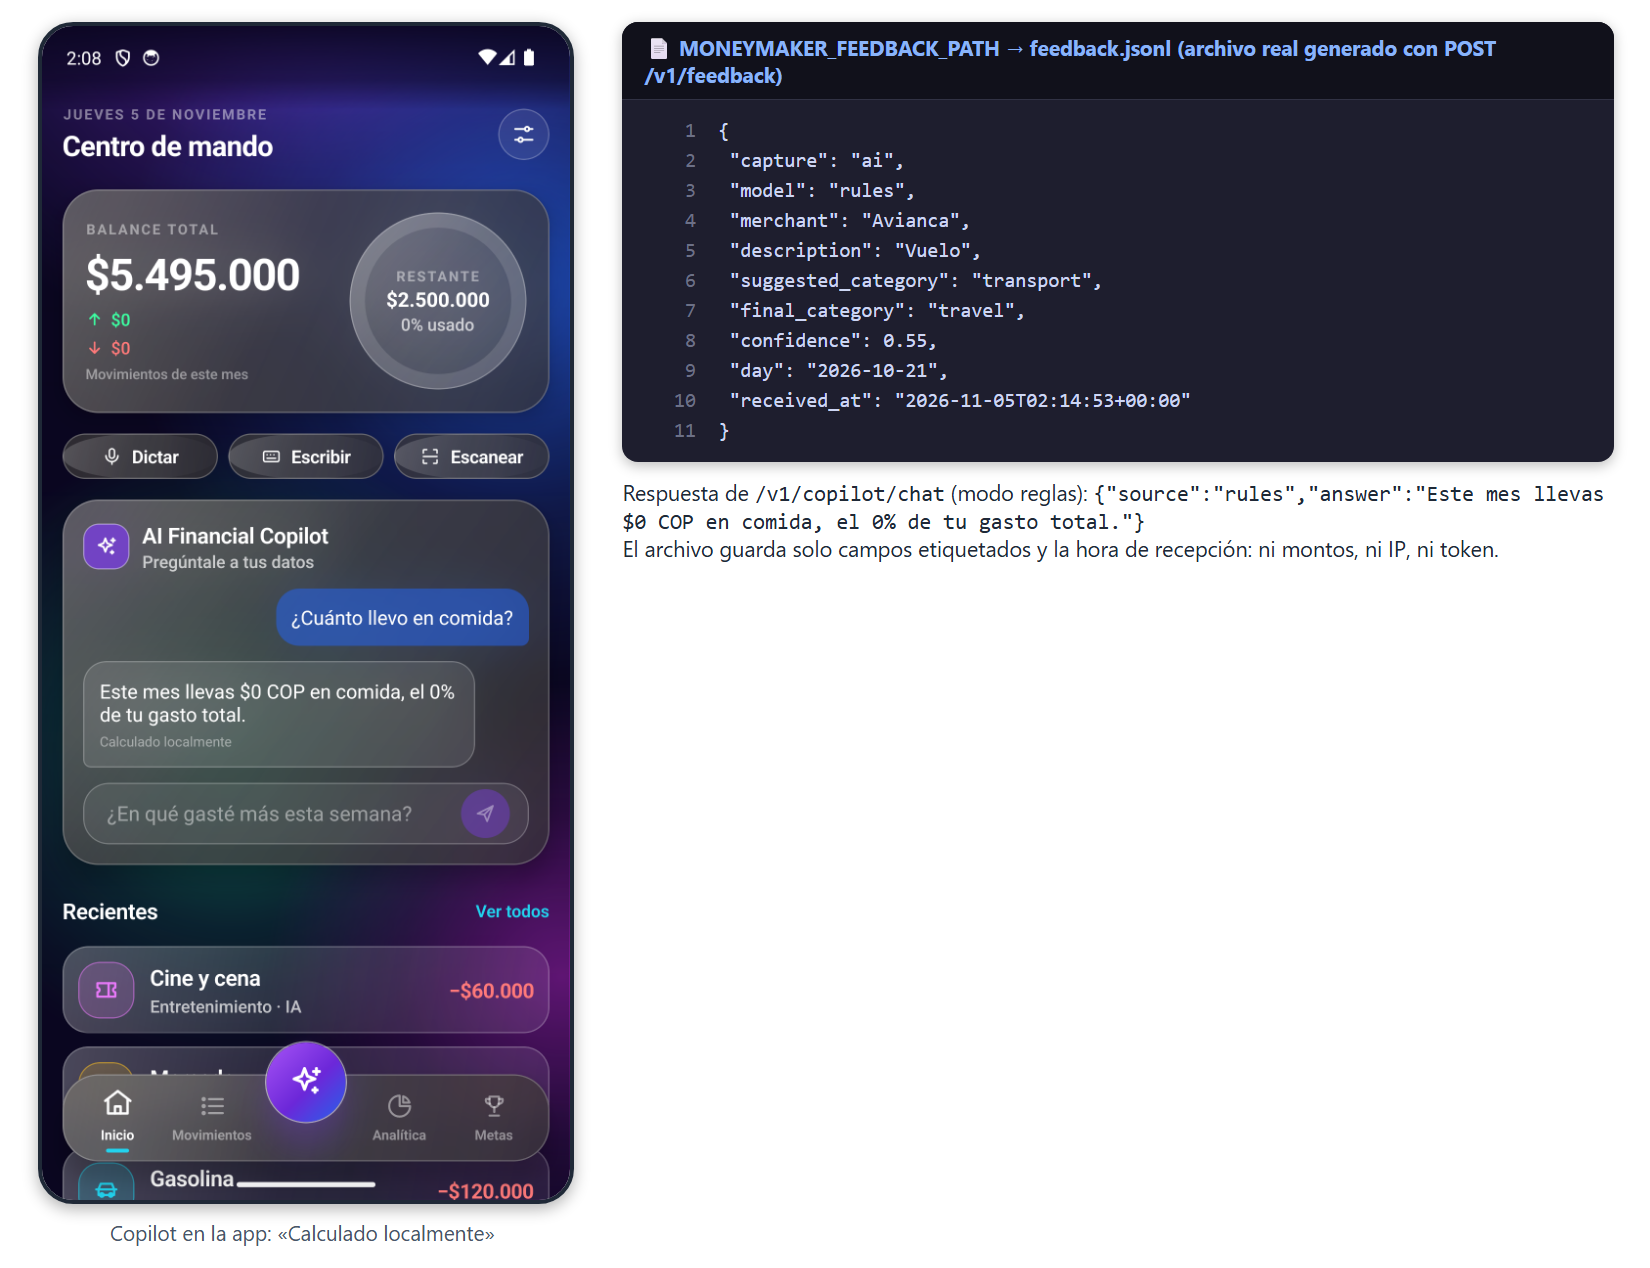 2:08
JUEVES 5 DE NOVIEMBRE
Centro de mando
BALANCE TOTAL
$5.495.000
↑ $0
↓ $0
Movimientos de este mes
RESTANTE
$2.500.000
0% usado
Dictar
Escribir
Escanear
AI Financial Copilot
Pregúntale a tus datos
¿Cuánto llevo en comida?
Este mes llevas $0 COP en comida, el 0%
de tu gasto total.
Calculado localmente
¿En qué gasté más esta semana?
Recientes
Ver todos
Cine y cena
Entretenimiento · IA
−$60.000
Inicio
Movimientos
Analítica
Metas
Gasolina
−$120.000
Copilot en la app: «Calculado localmente»
MONEYMAKER_FEEDBACK_PATH → feedback.jsonl (archivo real generado con POST
/v1/feedback)
1 {
2 "capture": "ai",
3 "model": "rules",
4 "merchant": "Avianca",
5 "description": "Vuelo",
6 "suggested_category": "transport",
7 "final_category": "travel",
8 "confidence": 0.55,
9 "day": "2026-10-21",
10 "received_at": "2026-11-05T02:14:53+00:00"
11 }
Respuesta de /v1/copilot/chat (modo reglas): {"source":"rules","answer":"Este mes llevas
$0 COP en comida, el 0% de tu gasto total."}
El archivo guarda solo campos etiquetados y la hora de recepción: ni montos, ni IP, ni token.